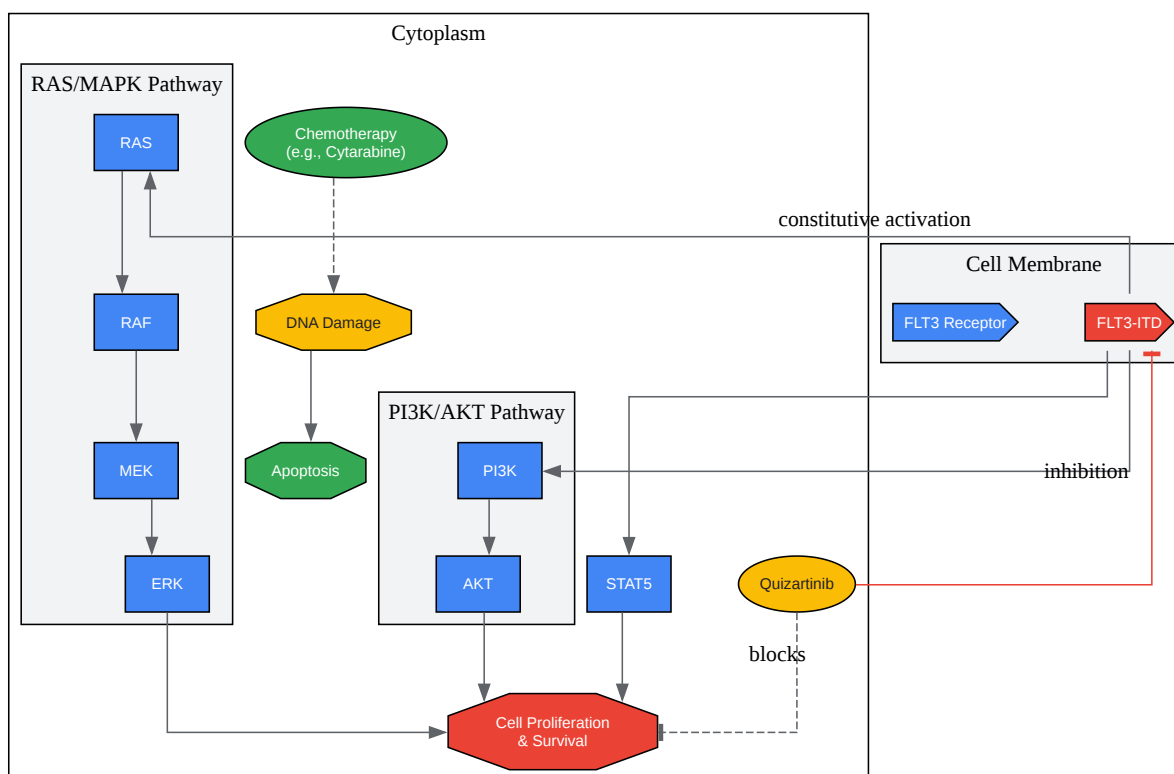 Cytoplasm
RAS/MAPK Pathway
RAS
Chemotherapy
(e.g., Cytarabine)
constitutive activation
Cell Membrane
RAF
DNA Damage
FLT3 Receptor
FLT3-ITD
PI3K/AKT Pathway
MEK
Apoptosis
PI3K
inhibition
ERK
AKT
STAT5
Quizartinib
blocks
Cell Proliferation
& Survival